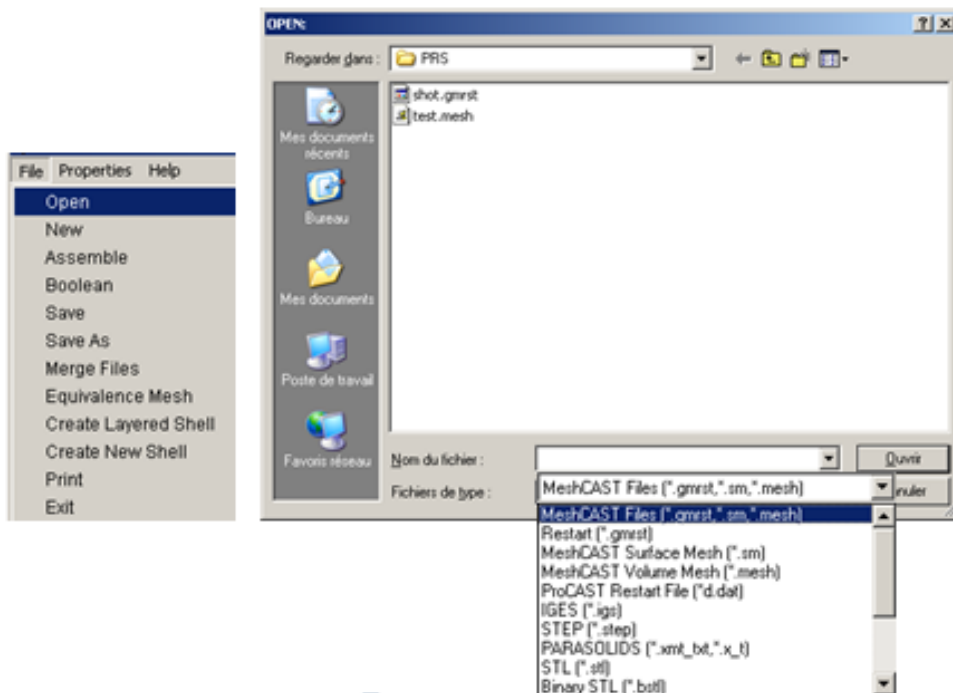 File Properties Help
Open
New
Assemble
Boolean
Save
Save As
Merge Files
Equivalence Mesh
Create Layered Shell
Create New Shell
Print
Exit
OPEN:
Regarder dans :
PRS
shot.gmrst
test.mesh
Mes documents
récents
Bureau
Mes documents
Poste de travail
Favoris réseau
Nom du fichier :
Ouvrir
Fichiers de type :
MeshCAST Files (*.gmrst,*.sm,*.mesh)
nuler
MeshCAST Files (*.gmrst,*.sm,*.mesh)
Restart (*.gmrst)
MeshCAST Surface Mesh (*.sm)
MeshCAST Volume Mesh (*.mesh)
ProCAST Restart File (*d.dat)
IGES (*.igs)
STEP (*.step)
PARASOLIDS (*.xmt_txt,*.x_t)
STL (*.stl)
Binary STL (*.bstl)